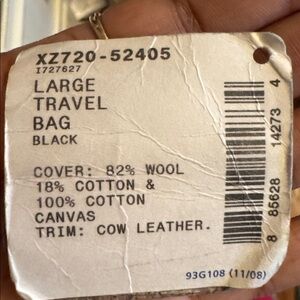 XZ720-52405
I727627
LARGE
TRAVEL
BAG
BLACK
COVER: 82% WOOL
18% COTTON &
100% COTTON
CANVAS
TRIM: COW LEATHER.
8 85628 14273 4
93G108 (11/08)